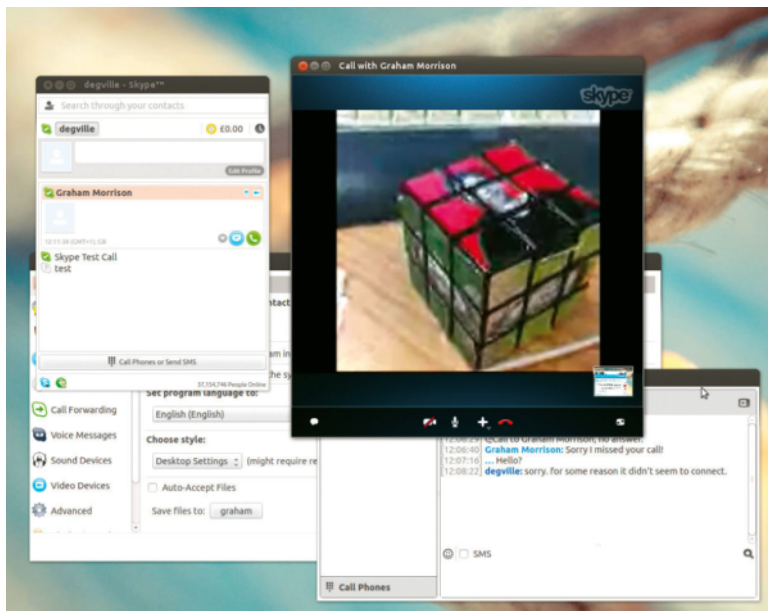 degville - Skype™
Search through your contacts
degville
£0.00
Edit Profile
Graham Morrison
Skype Test Call
test
Call Phones or Send SMS
37,154,746 People Online
Call with Graham Morrison
skype
Set program language to:
English (English)
Choose style:
Desktop Settings
(might require re
Auto-Accept Files
Save files to:
graham
Call Forwarding
Voice Messages
Sound Devices
Video Devices
Advanced
Call to Graham Morrison, no answer.
[12:06:40] Graham Morrison: Sorry I missed your call!
[12:07:16] ... Hello?
[12:08:22] degville: sorry. for some reason it didn't seem to connect.
SMS
Call Phones